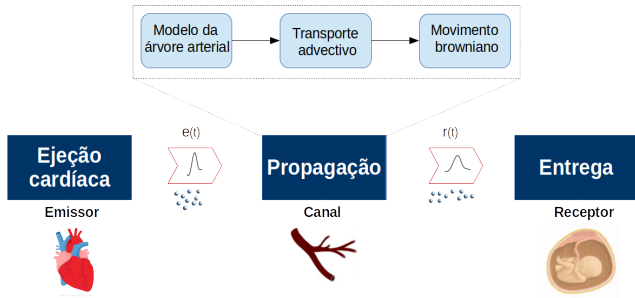 Modelo da
árvore arterial
Transporte
advectivo
Movimento
browniano
e(t)
r(t)
Ejeção
cardíaca
Propagação
Entrega
Emissor
Canal
Receptor